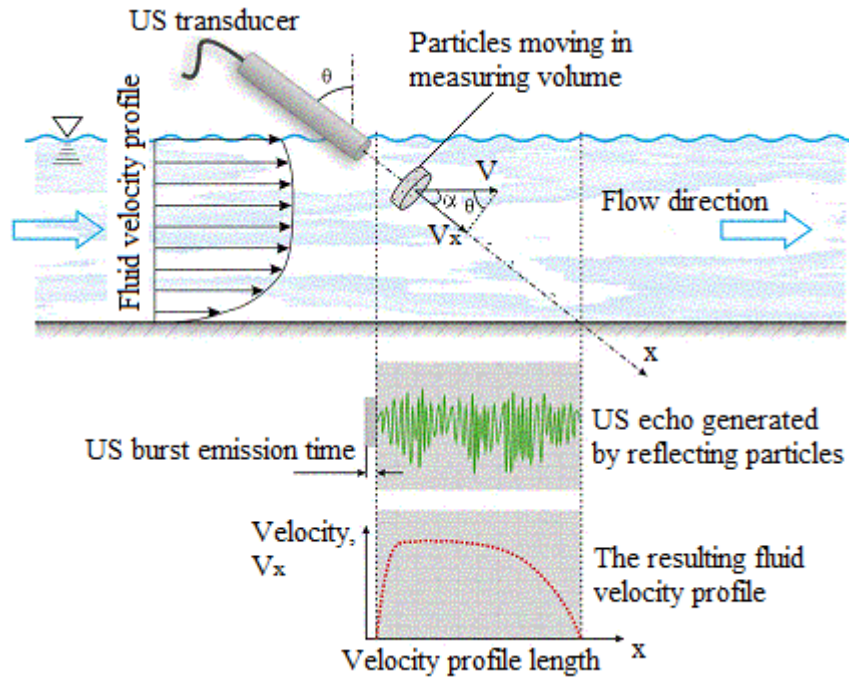 US transducer
Particles moving in
measuring volume
θ
Fluid velocity profile
V
α
θ
Vx
Flow direction
x
US echo generated
by reflecting particles
US burst emission time
Velocity,
Vx
The resulting fluid
velocity profile
x
Velocity profile length